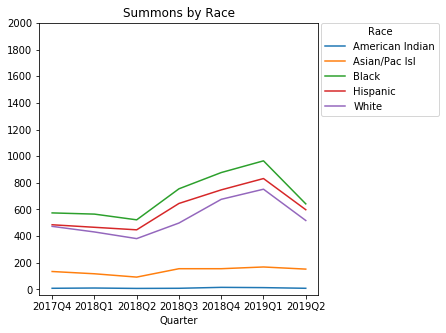 Summons by Race
2000
1800
1600
1400
1200
1000
800
600
400
200
0
2017Q4 2018Q1 2018Q2 2018Q3 2018Q4 2019Q1 2019Q2
Quarter
Race
American Indian
Asian/Pac Isl
Black
Hispanic
White